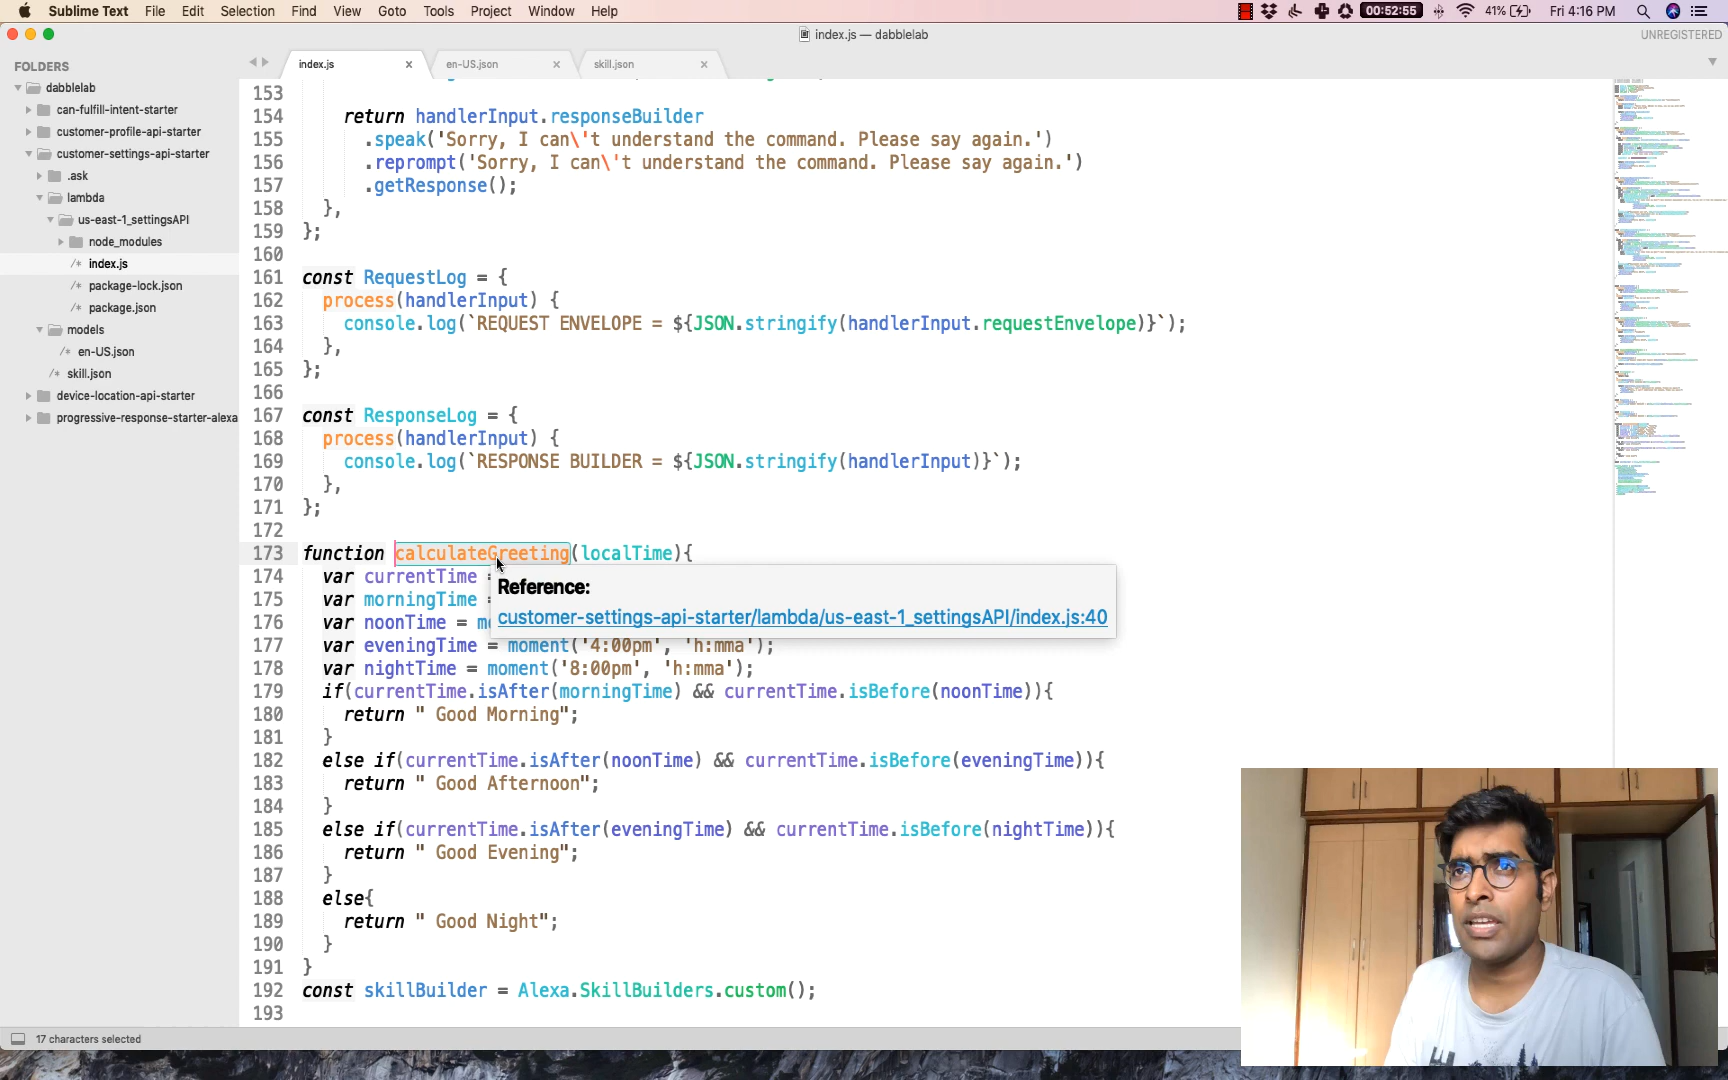 Sublime Text File Edit Selection Find View Goto Tools Project Window Help 00:52:55 41% Fri 4:16 PM
index.js — dabblelab UNREGISTERED
FOLDERS
dabblelab
can-fulfill-intent-starter
customer-profile-api-starter
customer-settings-api-starter
.ask
lambda
us-east-1_settingsAPI
node_modules
/* index.js
/* package-lock.json
/* package.json
models
/* en-US.json
/* skill.json
device-location-api-starter
progressive-response-starter-alexa
index.js × en-US.json × skill.json ×
153
154 return handlerInput.responseBuilder
155 .speak('Sorry, I can\'t understand the command. Please say again.')
156 .reprompt('Sorry, I can\'t understand the command. Please say again.')
157 .getResponse();
158 },
159 };
160
161 const RequestLog = {
162 process(handlerInput) {
163 console.log(`REQUEST ENVELOPE = ${JSON.stringify(handlerInput.requestEnvelope)}`);
164 },
165 };
166
167 const ResponseLog = {
168 process(handlerInput) {
169 console.log(`RESPONSE BUILDER = ${JSON.stringify(handlerInput)}`);
170 },
171 };
172
173 function calculateGreeting(localTime){
174 var currentTime =
Reference:
175 var morningTime =
customer-settings-api-starter/lambda/us-east-1_settingsAPI/index.js:40
176 var noonTime = mo
177 var eveningTime = moment('4:00pm', 'h:mma');
178 var nightTime = moment('8:00pm', 'h:mma');
179 if(currentTime.isAfter(morningTime) && currentTime.isBefore(noonTime)){
180 return " Good Morning";
181 }
182 else if(currentTime.isAfter(noonTime) && currentTime.isBefore(eveningTime)){
183 return " Good Afternoon";
184 }
185 else if(currentTime.isAfter(eveningTime) && currentTime.isBefore(nightTime)){
186 return " Good Evening";
187 }
188 else{
189 return " Good Night";
190 }
191 }
192 const skillBuilder = Alexa.SkillBuilders.custom();
193
17 characters selected